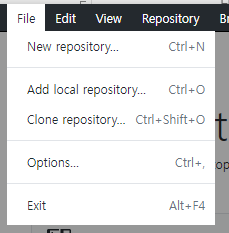 File Edit View Repository
New repository... Ctrl+N
Add local repository... Ctrl+O
Clone repository... Ctrl+Shift+O
Options... Ctrl+,
Exit Alt+F4